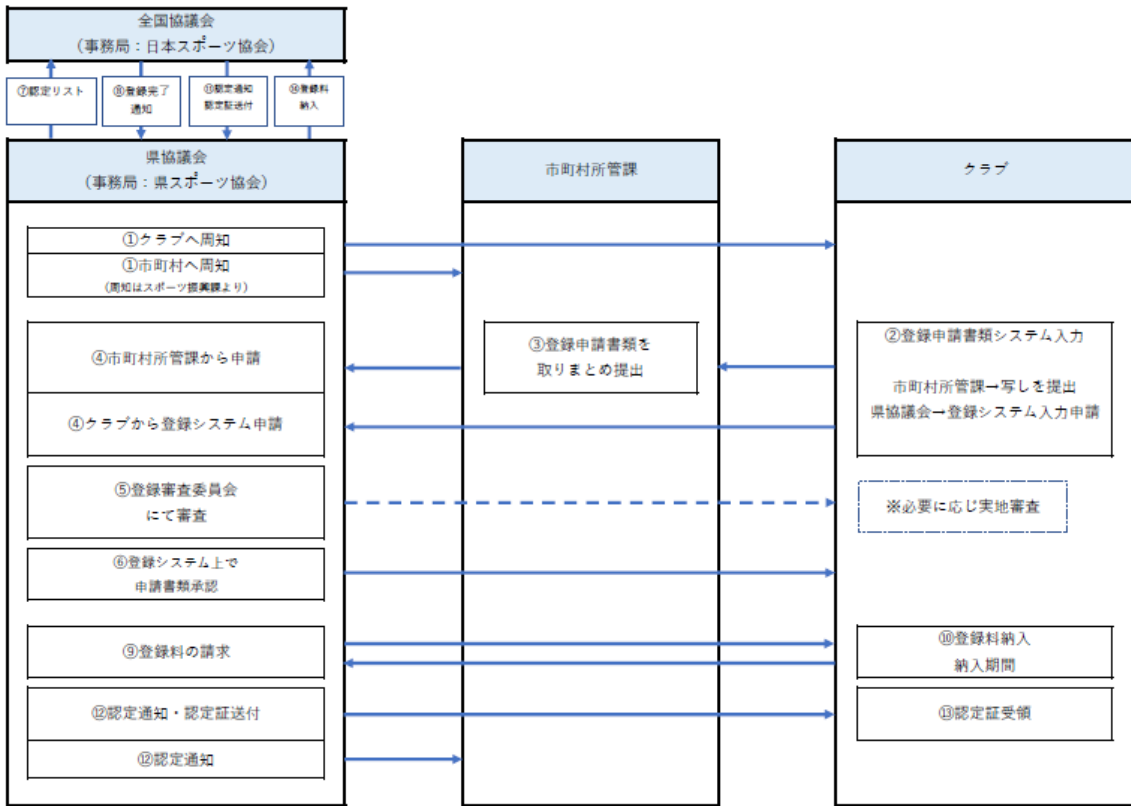 全国協議会
（事務局：日本スポーツ協会）
⑦認定リスト
⑧登録完了
通知
⑪認定通知
認定証送付
⑭登録料
納入
県協議会
（事務局：県スポーツ協会）
市町村所管課
クラブ
①クラブへ周知
①市町村へ周知
（周知はスポーツ振興課より）
④市町村所管課から申請
③登録申請書類を
取りまとめ提出
②登録申請書類システム入力
市町村所管課→写しを提出
県協議会→登録システム入力申請
④クラブから登録システム申請
⑤登録審査委員会
にて審査
※必要に応じ実地審査
⑥登録システム上で
申請書類承認
⑨登録料の請求
⑩登録料納入
納入期間
⑫認定通知・認定証送付
⑬認定証受領
⑫認定通知